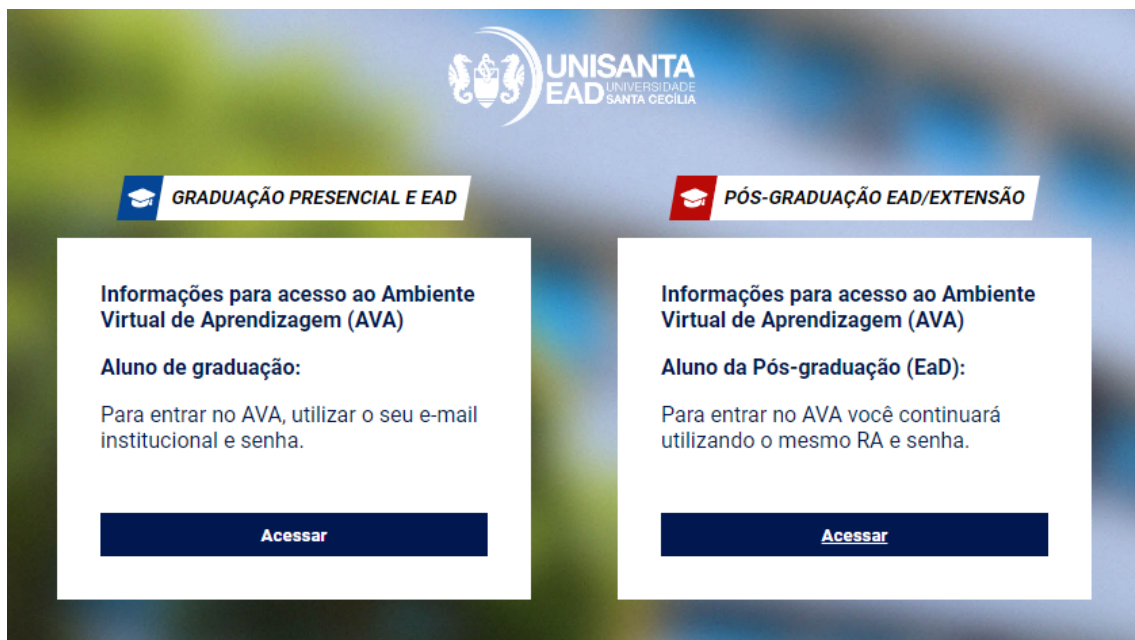 UNISANTA
EAD UNIVERSIDADE
SANTA CECÍLIA
GRADUAÇÃO PRESENCIAL E EAD
Informações para acesso ao Ambiente
Virtual de Aprendizagem (AVA)
Aluno de graduação:
Para entrar no AVA, utilizar o seu e-mail
institucional e senha.
Acessar
PÓS-GRADUAÇÃO EAD/EXTENSÃO
Informações para acesso ao Ambiente
Virtual de Aprendizagem (AVA)
Aluno da Pós-graduação (EaD):
Para entrar no AVA você continuará
utilizando o mesmo RA e senha.
Acessar